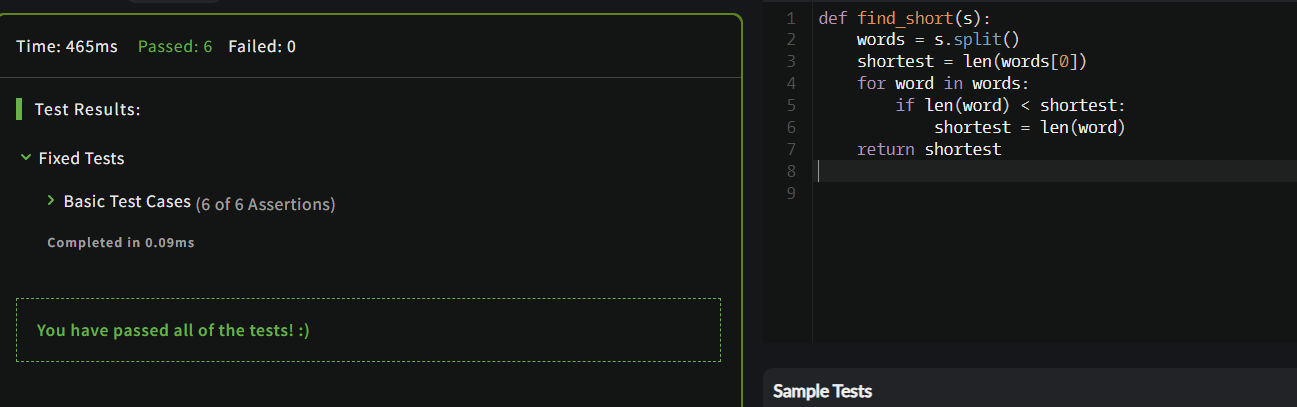 Time: 465ms Passed: 6 Failed: 0
Test Results:
Fixed Tests
Basic Test Cases (6 of 6 Assertions)
Completed in 0.09ms
You have passed all of the tests! :)
1 def find_short(s):
2     words = s.split()
3     shortest = len(words[0])
4     for word in words:
5         if len(word) < shortest:
6             shortest = len(word)
7     return shortest
8
9
Sample Tests